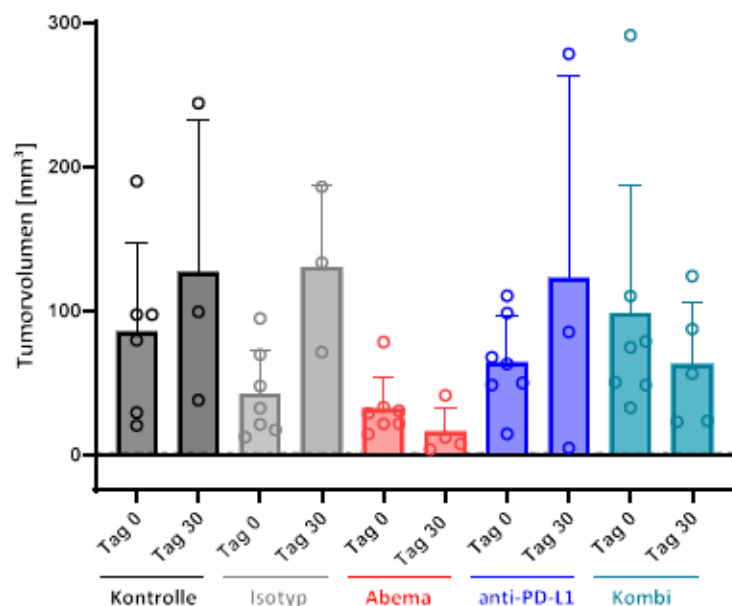 300
200
100
0
Tumorvolumen [mm³]
Tag 0 Tag 30 Tag 0 Tag 30 Tag 0 Tag 30 Tag 0 Tag 30 Tag 0 Tag 30
Kontrolle Isotyp Abema anti-PD-L1 Kombi